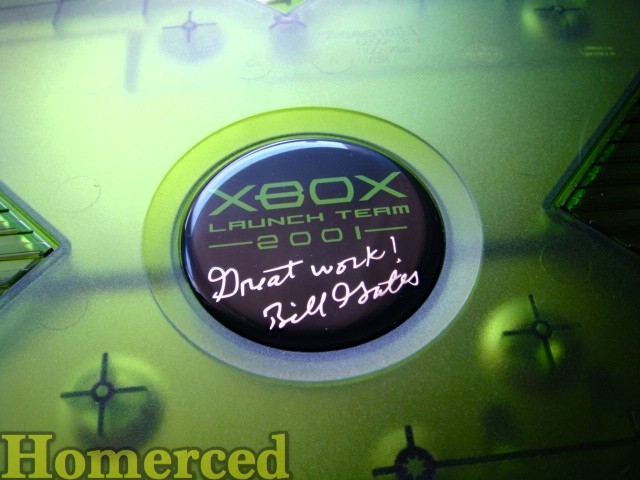 XBOX
LAUNCH TEAM
2001
Great work!
Bill Gates
Homerced